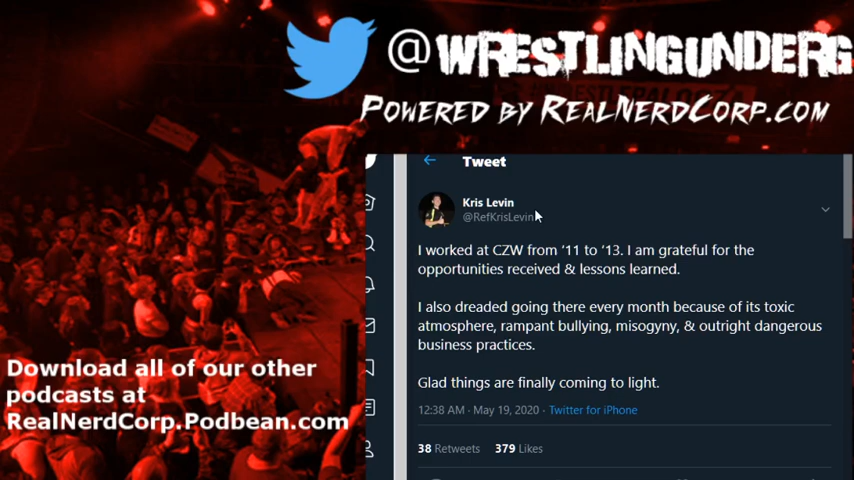 @WRESTLINGUNDERG
POWERED BY REALNERDCORP.COM
Tweet
Kris Levin
@RefKrisLevin
I worked at CZW from ‘11 to ‘13. I am grateful for the
opportunities received & lessons learned.
I also dreaded going there every month because of its toxic
atmosphere, rampant bullying, misogyny, & outright dangerous
business practices.
Glad things are finally coming to light.
12:38 AM · May 19, 2020 · Twitter for iPhone
38 Retweets 379 Likes
Download all of our other
podcasts at
RealNerdCorp.Podbean.com